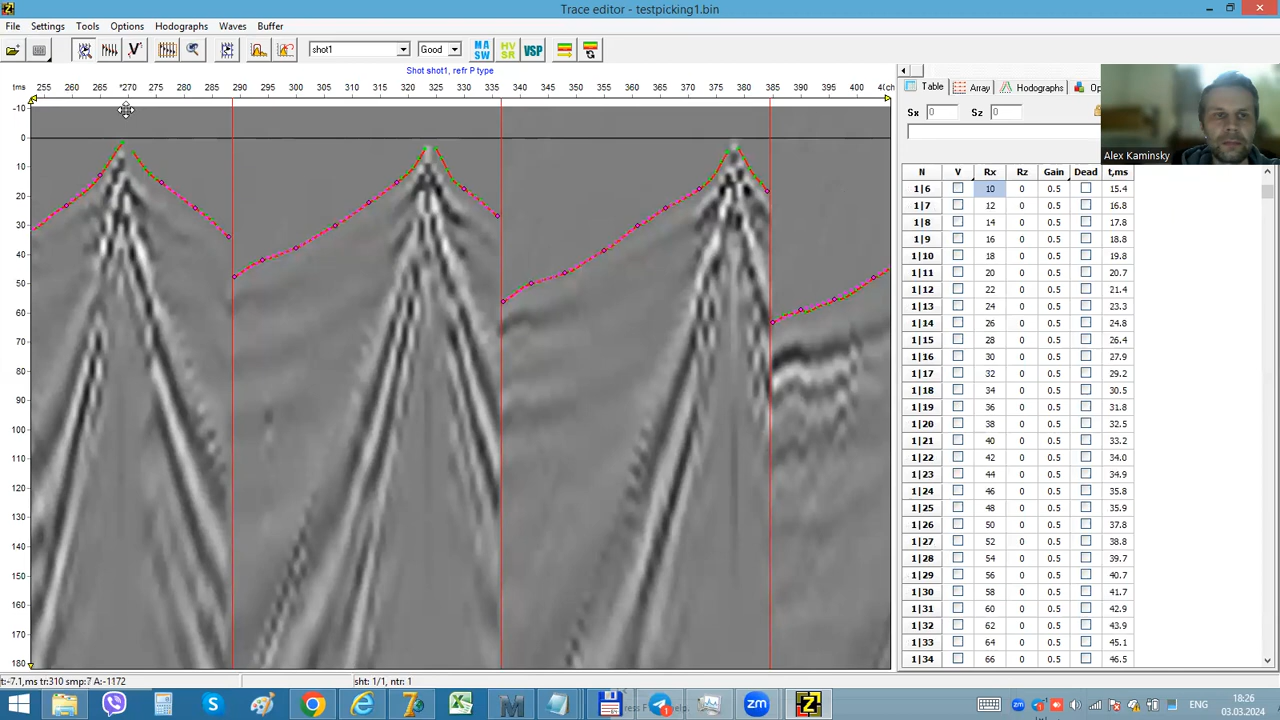 Trace editor - testpicking1.bin
File Settings Tools Options Hodographs Waves Buffer
shot1 Good MA SW HV SR VSP
Shot shot1, refr P type
1ms 255 260 265 *270 275 280 285 290 295 300 305 310 315 320 325 330 335 340 345 350 355 360 365 370 375 380 385 390 395
-10
0
10
20
30
40
50
60
70
80
90
100
110
120
130
140
150
160
170
180
Table Array Hodographs
Sx 0 Sz 0
Alex Kaminsky
N V Rx Rz Gain Dead t,ms
1|6 10 0 0.5 15.4
1|7 12 0 0.5 16.8
1|8 14 0 0.5 17.8
1|9 16 0 0.5 18.8
1|10 18 0 0.5 19.8
1|11 20 0 0.5 20.7
1|12 22 0 0.5 21.4
1|13 24 0 0.5 23.3
1|14 26 0 0.5 24.8
1|15 28 0 0.5 26.4
1|16 30 0 0.5 27.9
1|17 32 0 0.5 29.2
1|18 34 0 0.5 30.5
1|19 36 0 0.5 31.8
1|20 38 0 0.5 32.5
1|21 40 0 0.5 33.2
1|22 42 0 0.5 34.0
1|23 44 0 0.5 34.9
1|24 46 0 0.5 35.8
1|25 48 0 0.5 35.9
1|26 50 0 0.5 37.8
1|27 52 0 0.5 38.8
1|28 54 0 0.5 39.7
1|29 56 0 0.5 40.7
1|30 58 0 0.5 41.7
1|31 60 0 0.5 42.9
1|32 62 0 0.5 43.9
1|33 64 0 0.5 45.1
1|34 66 0 0.5 46.5
t:-7.1,ms tr:310 smp:7 A:-1172 sht: 1/1, ntr: 1
zm ENG 18:26
03.03.2024